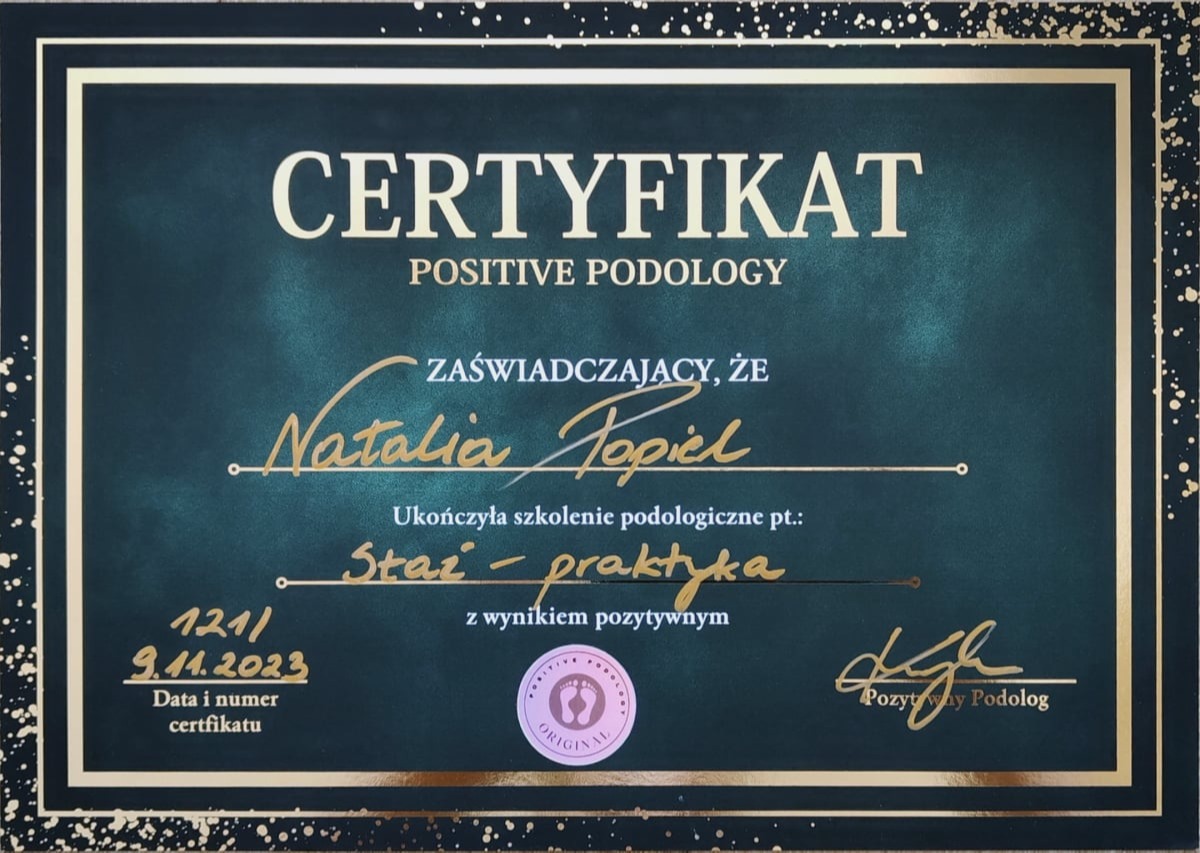 CERTYFIKAT
POSITIVE PODOLOGY
ZAŚWIADCZAJĄCY, ŻE
Natalia Popiel
Ukończyła szkolenie podologiczne pt.:
Staż - praktyka
z wynikiem pozytywnym
121/
9.11.2023
Data i numer
certfikatu
POSITIVE PODOLOGY
ORIGINAL
Pozytywny Podolog